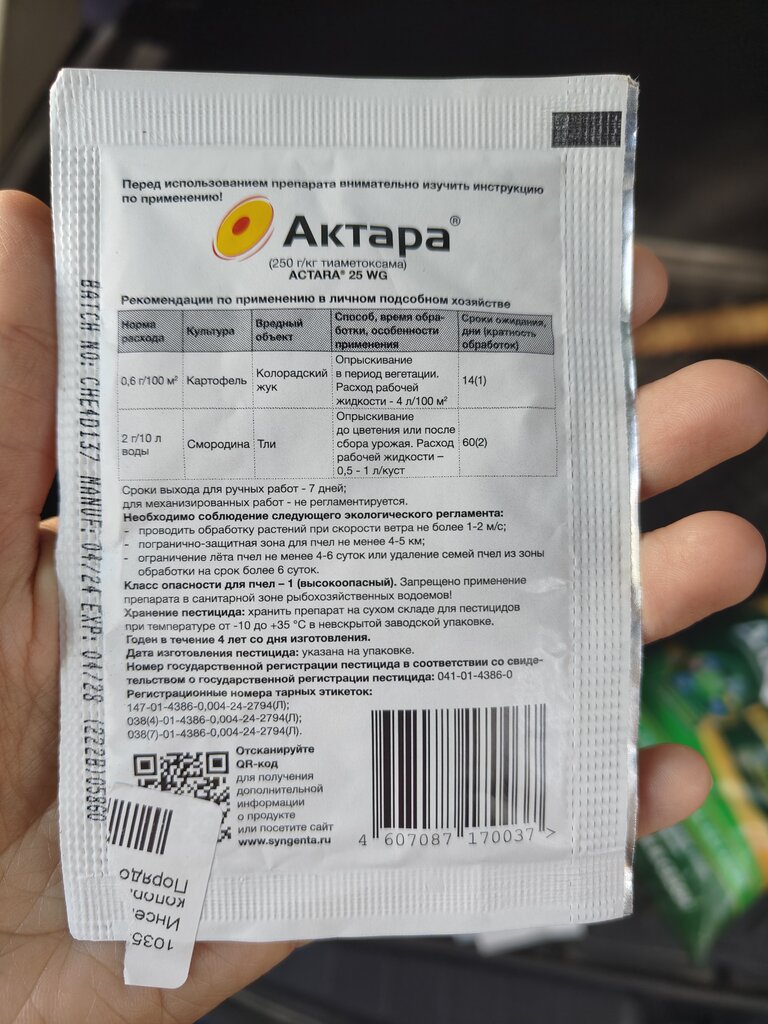 Перед использованием препарата внимательно изучить инструкцию
по применению!
Актара®
(250 г/кг тиаметоксама)
ACTARA® 25 WG
Рекомендации по применению в личном подсобном хозяйстве
Норма расхода | Культура | Вредный объект | Способ, время обра-ботки, особенности применения | Сроки ожидания, дни (кратность обработок)
0,6 г/100 м² | Картофель | Колорадский жук | Опрыскивание в период вегетации. Расход рабочей жидкости - 4 л/100 м² | 14(1)
2 г/10 л воды | Смородина | Тли | Опрыскивание до цветения или после сбора урожая. Расход рабочей жидкости – 0,5 - 1 л/куст | 60(2)
Сроки выхода для ручных работ - 7 дней;
для механизированных работ - не регламентируется.
Необходимо соблюдение следующего экологического регламента:
- проводить обработку растений при скорости ветра не более 1-2 м/с;
- погранично-защитная зона для пчел не менее 4-5 км;
- ограничение лёта пчел не менее 4-6 суток или удаление семей пчел из зоны
обработки на срок более 6 суток.
Класс опасности для пчел – 1 (высокоопасный). Запрещено применение
препарата в санитарной зоне рыбохозяйственных водоемов!
Хранение пестицида: хранить препарат на сухом складе для пестицидов
при температуре от -10 до +35 °С в невскрытой заводской упаковке.
Годен в течение 4 лет со дня изготовления.
Дата изготовления пестицида: указана на упаковке.
Номер государственной регистрации пестицида в соответствии со свиде-
тельством о государственной регистрации пестицида: 041-01-4386-0
Регистрационные номера тарных этикеток:
147-01-4386-0,004-24-2794(Л);
038(4)-01-4386-0,004-24-2794(Л);
038(7)-01-4386-0,004-24-2794(Л).
Отсканируйте
QR-код
для получения
дополнительной
информации
о продукте
или посетите сайт
www.syngenta.ru
4 607087 170037 >
BATCH NO: CHE4D137 MANUF: 04/24 EXP: 04/28 (222B)05860
1035
Инсе
колор.
Порядо